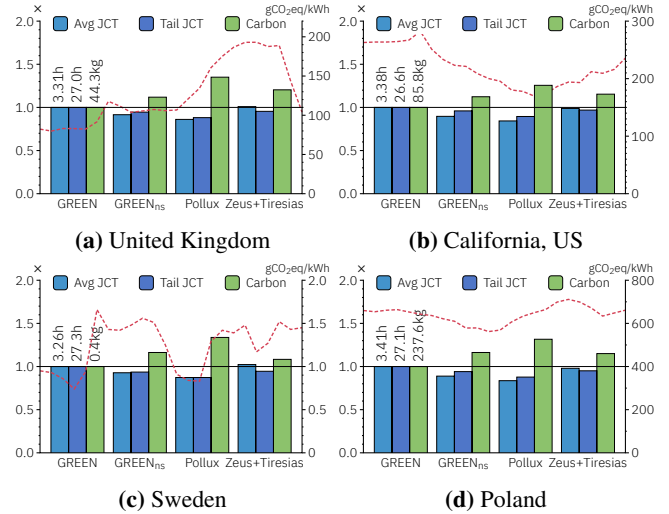 gCO₂eq/kWh
×
Avg JCT Tail JCT Carbon
2.0
1.5
1.0
0.5
0.0
3.31h
27.0h
44.3kg
200
150
100
50
0
GREEN GREENₙₛ Pollux Zeus+Tiresias
(a) United Kingdom
gCO₂eq/kWh
×
Avg JCT Tail JCT Carbon
2.0
1.5
1.0
0.5
0.0
3.38h
26.6h
85.8kg
300
200
100
0
GREEN GREENₙₛ Pollux Zeus+Tiresias
(b) California, US
gCO₂eq/kWh
×
Avg JCT Tail JCT Carbon
2.0
1.5
1.0
0.5
0.0
3.26h
27.3h
0.4kg
2.0
1.5
1.0
0.5
0
GREEN GREENₙₛ Pollux Zeus+Tiresias
(c) Sweden
gCO₂eq/kWh
×
Avg JCT Tail JCT Carbon
2.0
1.5
1.0
0.5
0.0
3.41h
27.1h
237.6kg
800
600
400
200
0
GREEN GREENₙₛ Pollux Zeus+Tiresias
(d) Poland